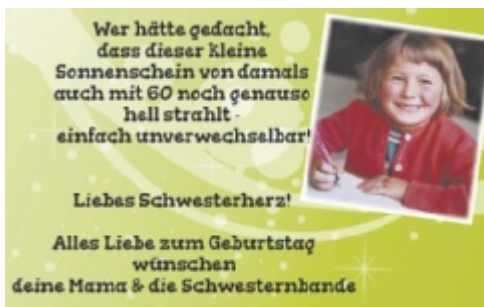 Wer hätte gedacht,
dass dieser kleine
Sonnenschein von damals
auch mit 60 noch genauso
hell strahlt -
einfach unverwechselbar!
Liebes Schwesterherz!
Alles Liebe zum Geburtstag
wünschen
deine Mama & die Schwesternbande